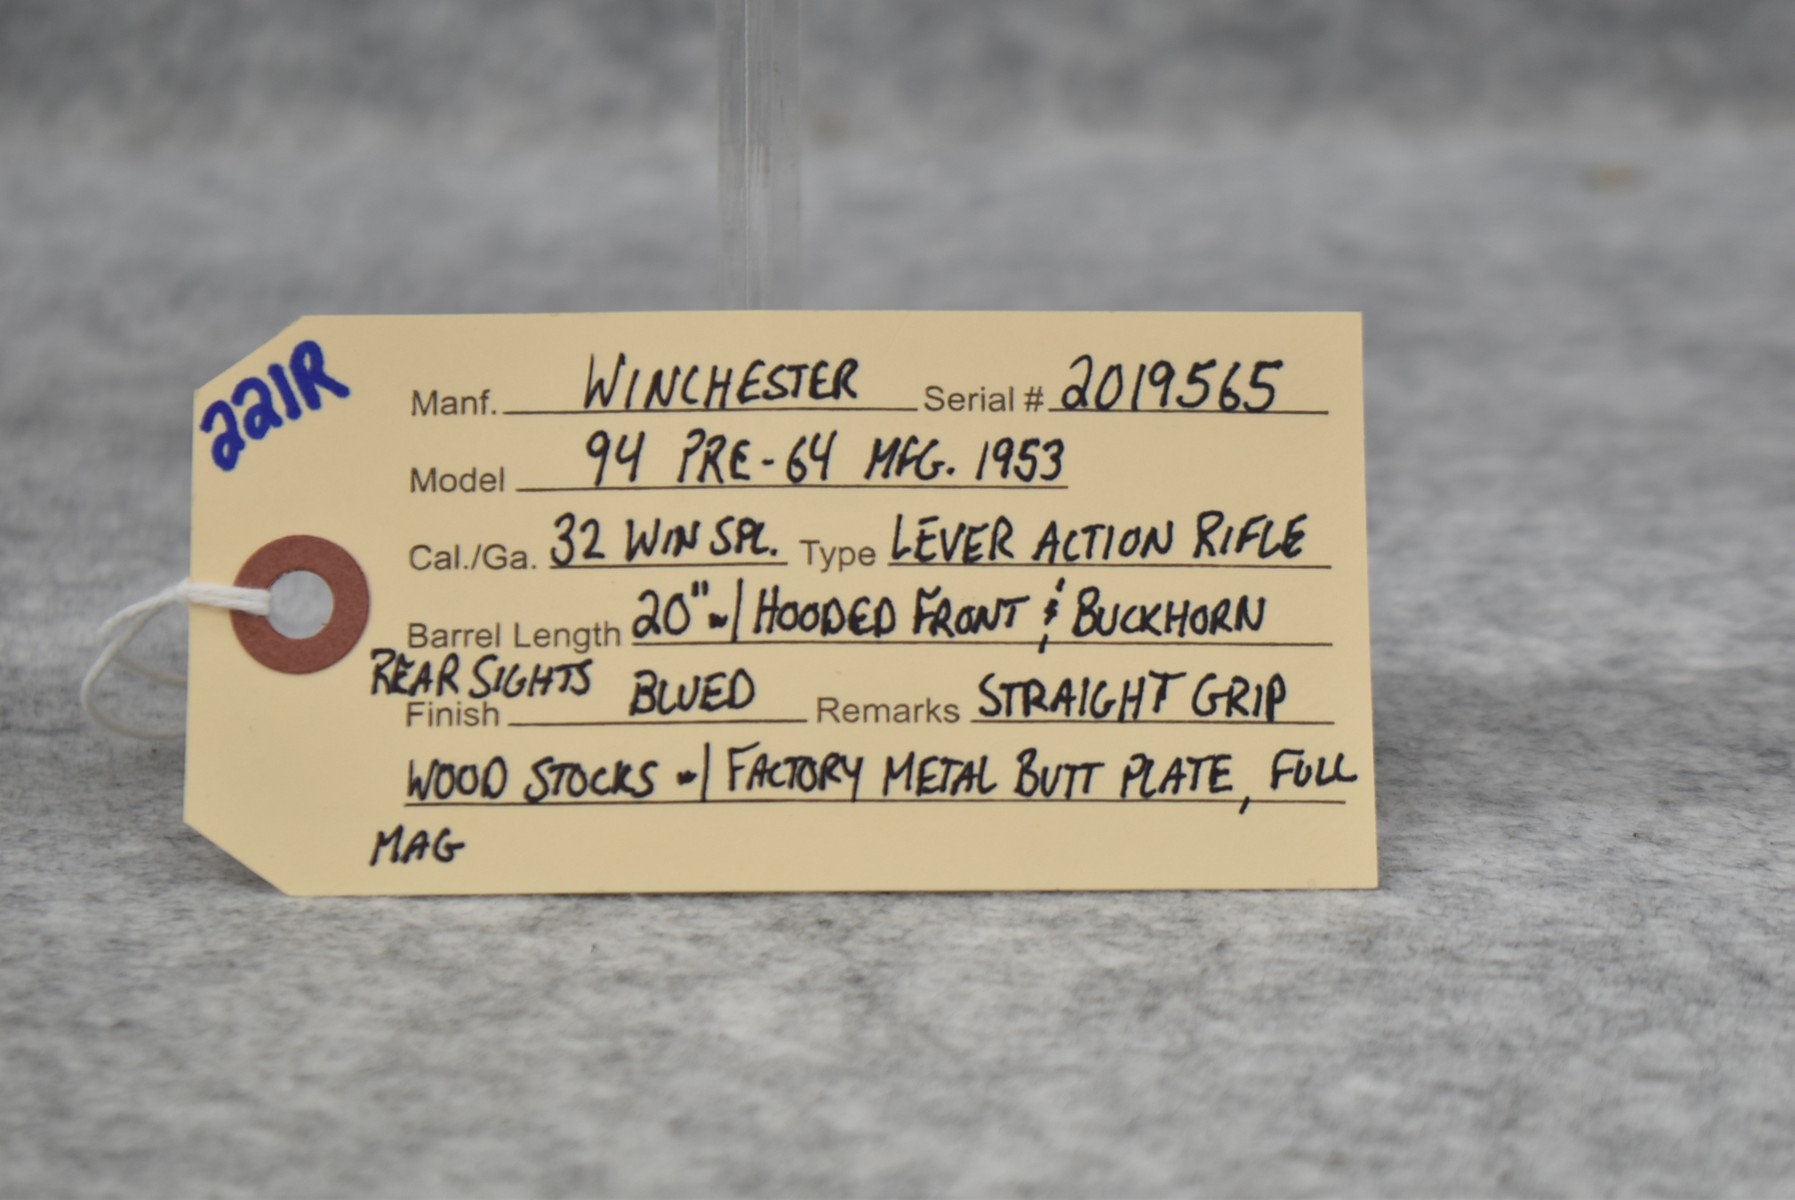 221R
Manf. WINCHESTER Serial # 2019565
Model 94 PRE-64 MFG. 1953
Cal./Ga. 32 WIN SPL. Type LEVER ACTION RIFLE
Barrel Length 20" w/ HOODED FRONT & BUCKHORN
REAR SIGHTS
Finish BLUED Remarks STRAIGHT GRIP
WOOD STOCKS w/ FACTORY METAL BUTT PLATE, FULL
MAG